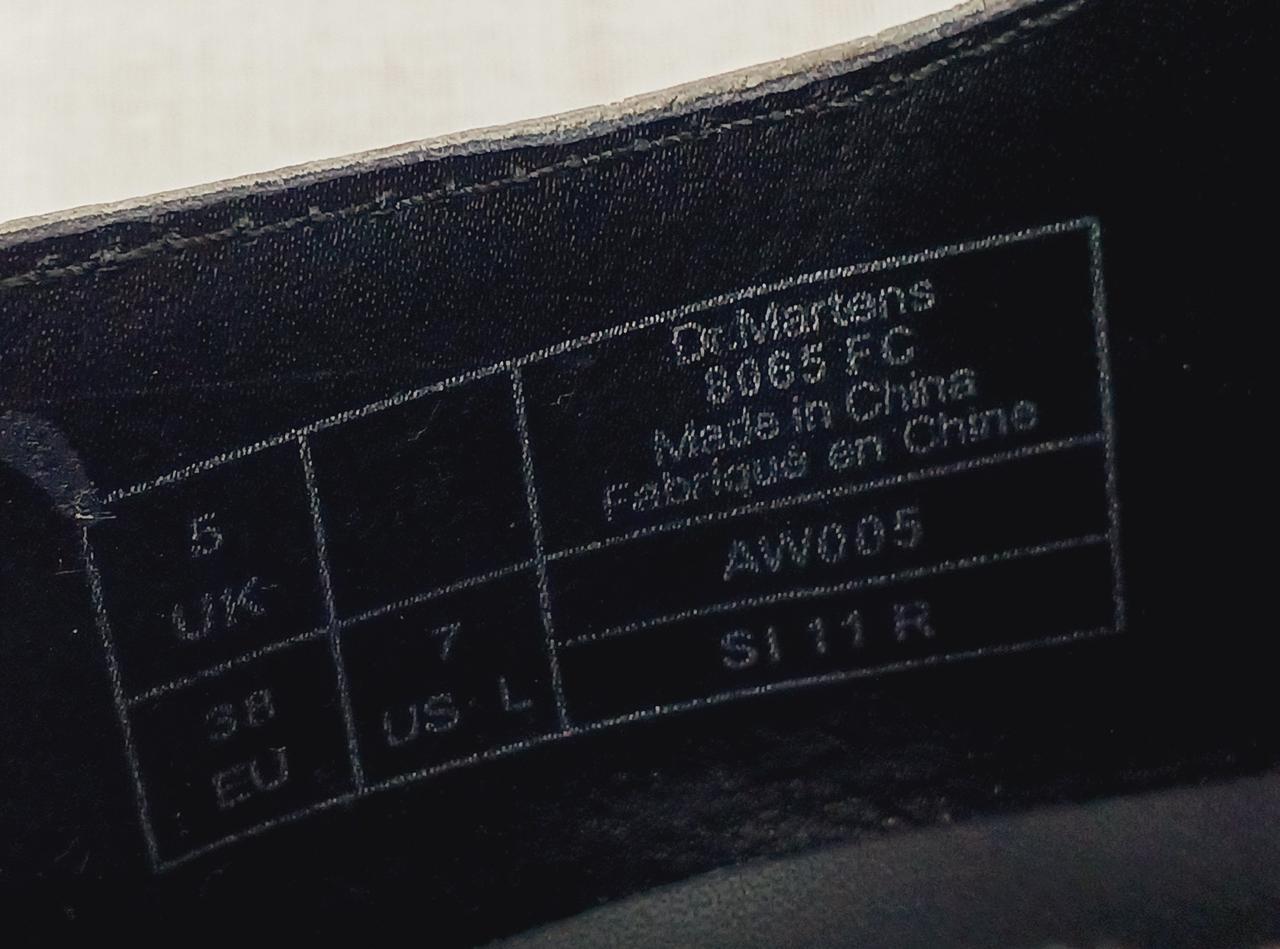 Dr.Martens
8065 FC
Made in China
Fabriqué en Chine
AW005
SI 11 R
5
UK
38
EU
7
US L